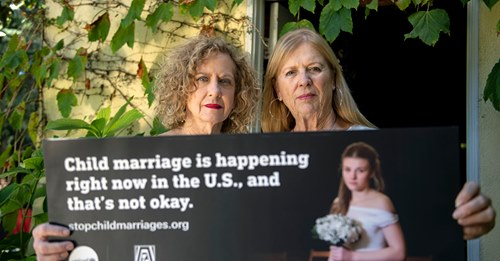 Child marriage is happening
right now in the U.S., and
that's not okay.
stopchildmarriages.org